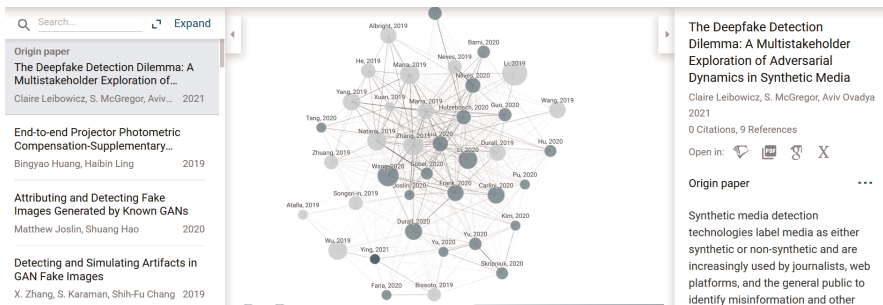 Search...
Expand
Origin paper
The Deepfake Detection Dilemma: A
Multistakeholder Exploration of...
Claire Leibowicz, S. McGregor, Aviv... 2021
End-to-end Projector Photometric
Compensation-Supplementary...
Bingyao Huang, Haibin Ling 2019
Attributing and Detecting Fake
Images Generated by Known GANs
Matthew Joslin, Shuang Hao 2020
Detecting and Simulating Artifacts in
GAN Fake Images
X. Zhang, S. Karaman, Shih-Fu Chang 2019
Albright, 2019
Barni, 2020
He, 2019
Marra, 2019
Neves, 2019
Li, 2019
Neves, 2020
Yang, 2019
Xuan, 2019
Marra, 2019
Hulzebosch, 2020
Guo, 2020
Wang, 2019
Tang, 2020
Nataraj, 2019
Zhang, 2019
Liu, 2020
Durall, 2019
Hu, 2020
Zhuang, 2019
Li, 2020
Wang, 2020
Gobel, 2020
Pu, 2020
Joslin, 2020
Frank, 2020
Carlini, 2020
Songsri-in, 2019
Atalla, 2019
Kim, 2020
Durall, 2020
Wu, 2019
Ying, 2021
Yu, 2020
Yu, 2020
Skripniuk, 2020
Faria, 2020
Bissoto, 2019
The Deepfake Detection
Dilemma: A Multistakeholder
Exploration of Adversarial
Dynamics in Synthetic Media
Claire Leibowicz, S. McGregor, Aviv Ovadya
2021
0 Citations, 9 References
Open in:
PDF
X
Origin paper
Synthetic media detection
technologies label media as either
synthetic or non-synthetic and are
increasingly used by journalists, web
platforms, and the general public to
identify misinformation and other